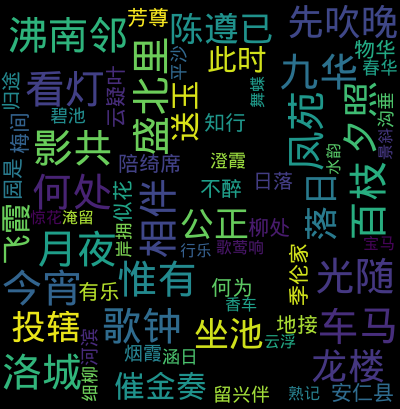 芳尊
沸南邻
陈遵已
先吹晚
此时
物华
春华
平沙
九华
看灯
云疑叶
盛北里
舞蝶
归途
碧池
送玉
凤苑
夕照
沟垂
知行
梅间
影共
水韵
景斜
陪绮席
澄霞
日落
园是
何处
相伴
似花
不醉
落日
百枝
飞霞
惊花
淹留
公正
柳处
岸拥
月夜
行乐
歌莺响
宝马
惟有
季伦家
光随
今宵
有乐
何为
香车
投辖
歌钟
坐池
地接
车马
河滨
云浮
烟霞
涵日
龙楼
洛城
细柳
催金奏
留兴伴
熟记
安仁县